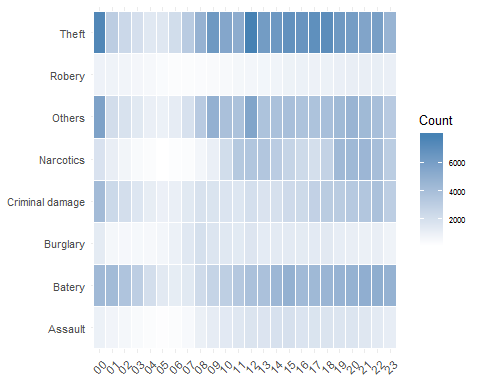 Theft
Robery
Others
Narcotics
Criminal damage
Burglary
Batery
Assault
00 01 02 03 04 05 06 07 08 09 10 11 12 13 14 15 16 17 18 19 20 21 22 23
Count
6000
4000
2000